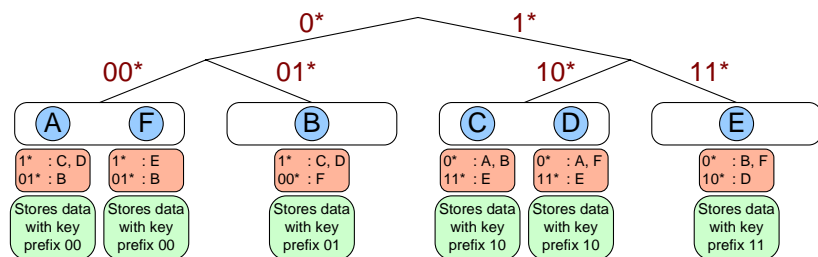 0* 1*
00* 01* 10* 11*
A F B C D E
1* : C, D
01* : B
1* : E
01* : B
1* : C, D
00* : F
0* : A, B
11* : E
0* : A, F
11* : E
0* : B, F
10* : D
Stores data
with key
prefix 00
Stores data
with key
prefix 00
Stores data
with key
prefix 01
Stores data
with key
prefix 10
Stores data
with key
prefix 10
Stores data
with key
prefix 11